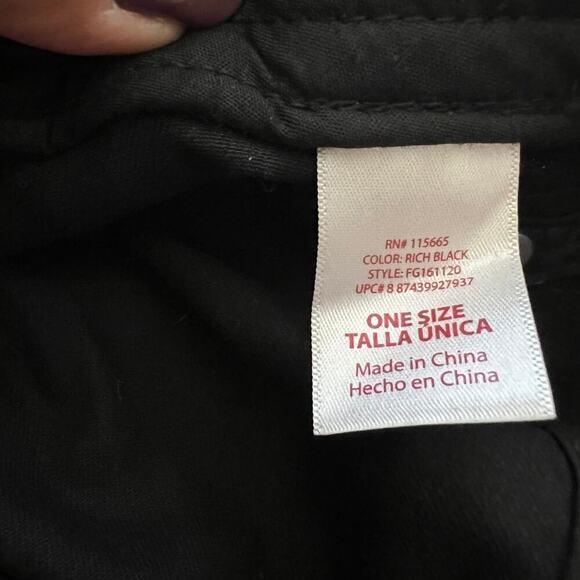 RN# 115665
COLOR: RICH BLACK
STYLE: FG161120
UPC# 8 87439927937
ONE SIZE
TALLA ÚNICA
Made in China
Hecho en China